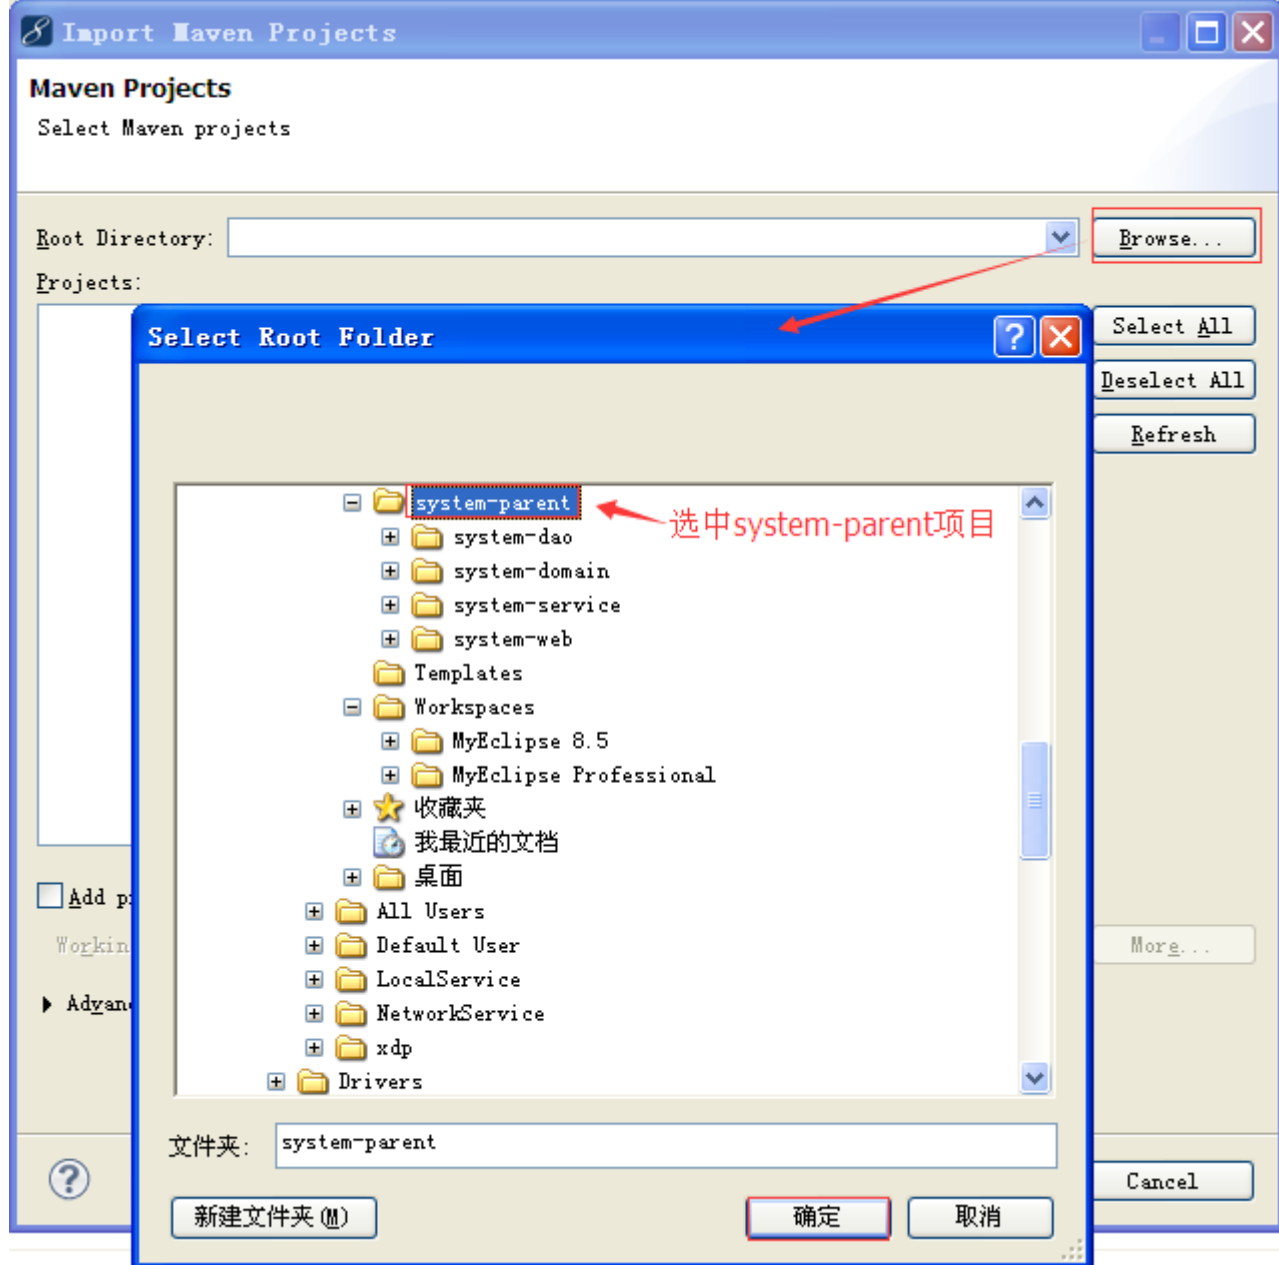 Import Maven Projects
Maven Projects
Select Maven projects
Root Directory:
Browse...
Projects:
Select Root Folder
Select All
Deselect All
Refresh
system-parent
选中system-parent项目
system-dao
system-domain
system-service
system-web
Templates
Workspaces
MyEclipse 8.5
MyEclipse Professional
收藏夹
我最近的文档
桌面
Add p
All Users
Workin
Default User
More...
LocalService
Advan
NetworkService
xdp
Drivers
文件夹:
system-parent
Cancel
新建文件夹(M)
确定
取消